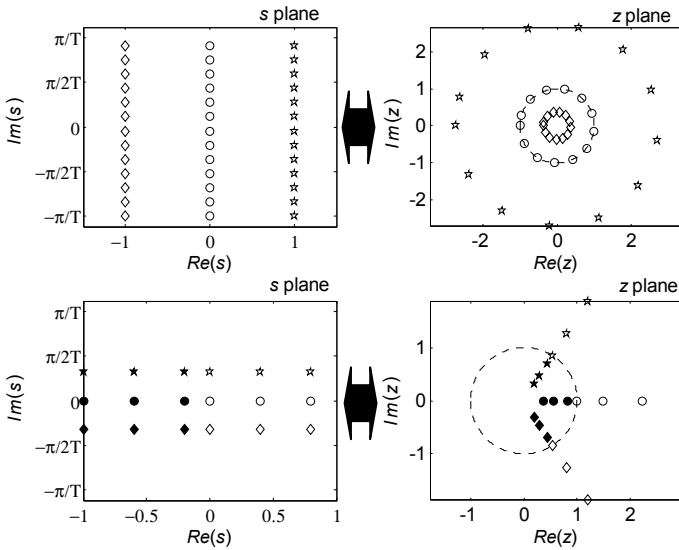 s plane
z plane
π/T
π/2T
0
−π/2T
−π/T
Im(s)
-1
0
1
Re(s)
2
1
0
-1
-2
Im(z)
-2
0
2
Re(z)
s plane
z plane
π/T
π/2T
0
−π/2T
−π/T
Im(s)
-1
-0.5
0
0.5
1
Re(s)
1
0
-1
Im(z)
-1
0
1
2
Re(z)